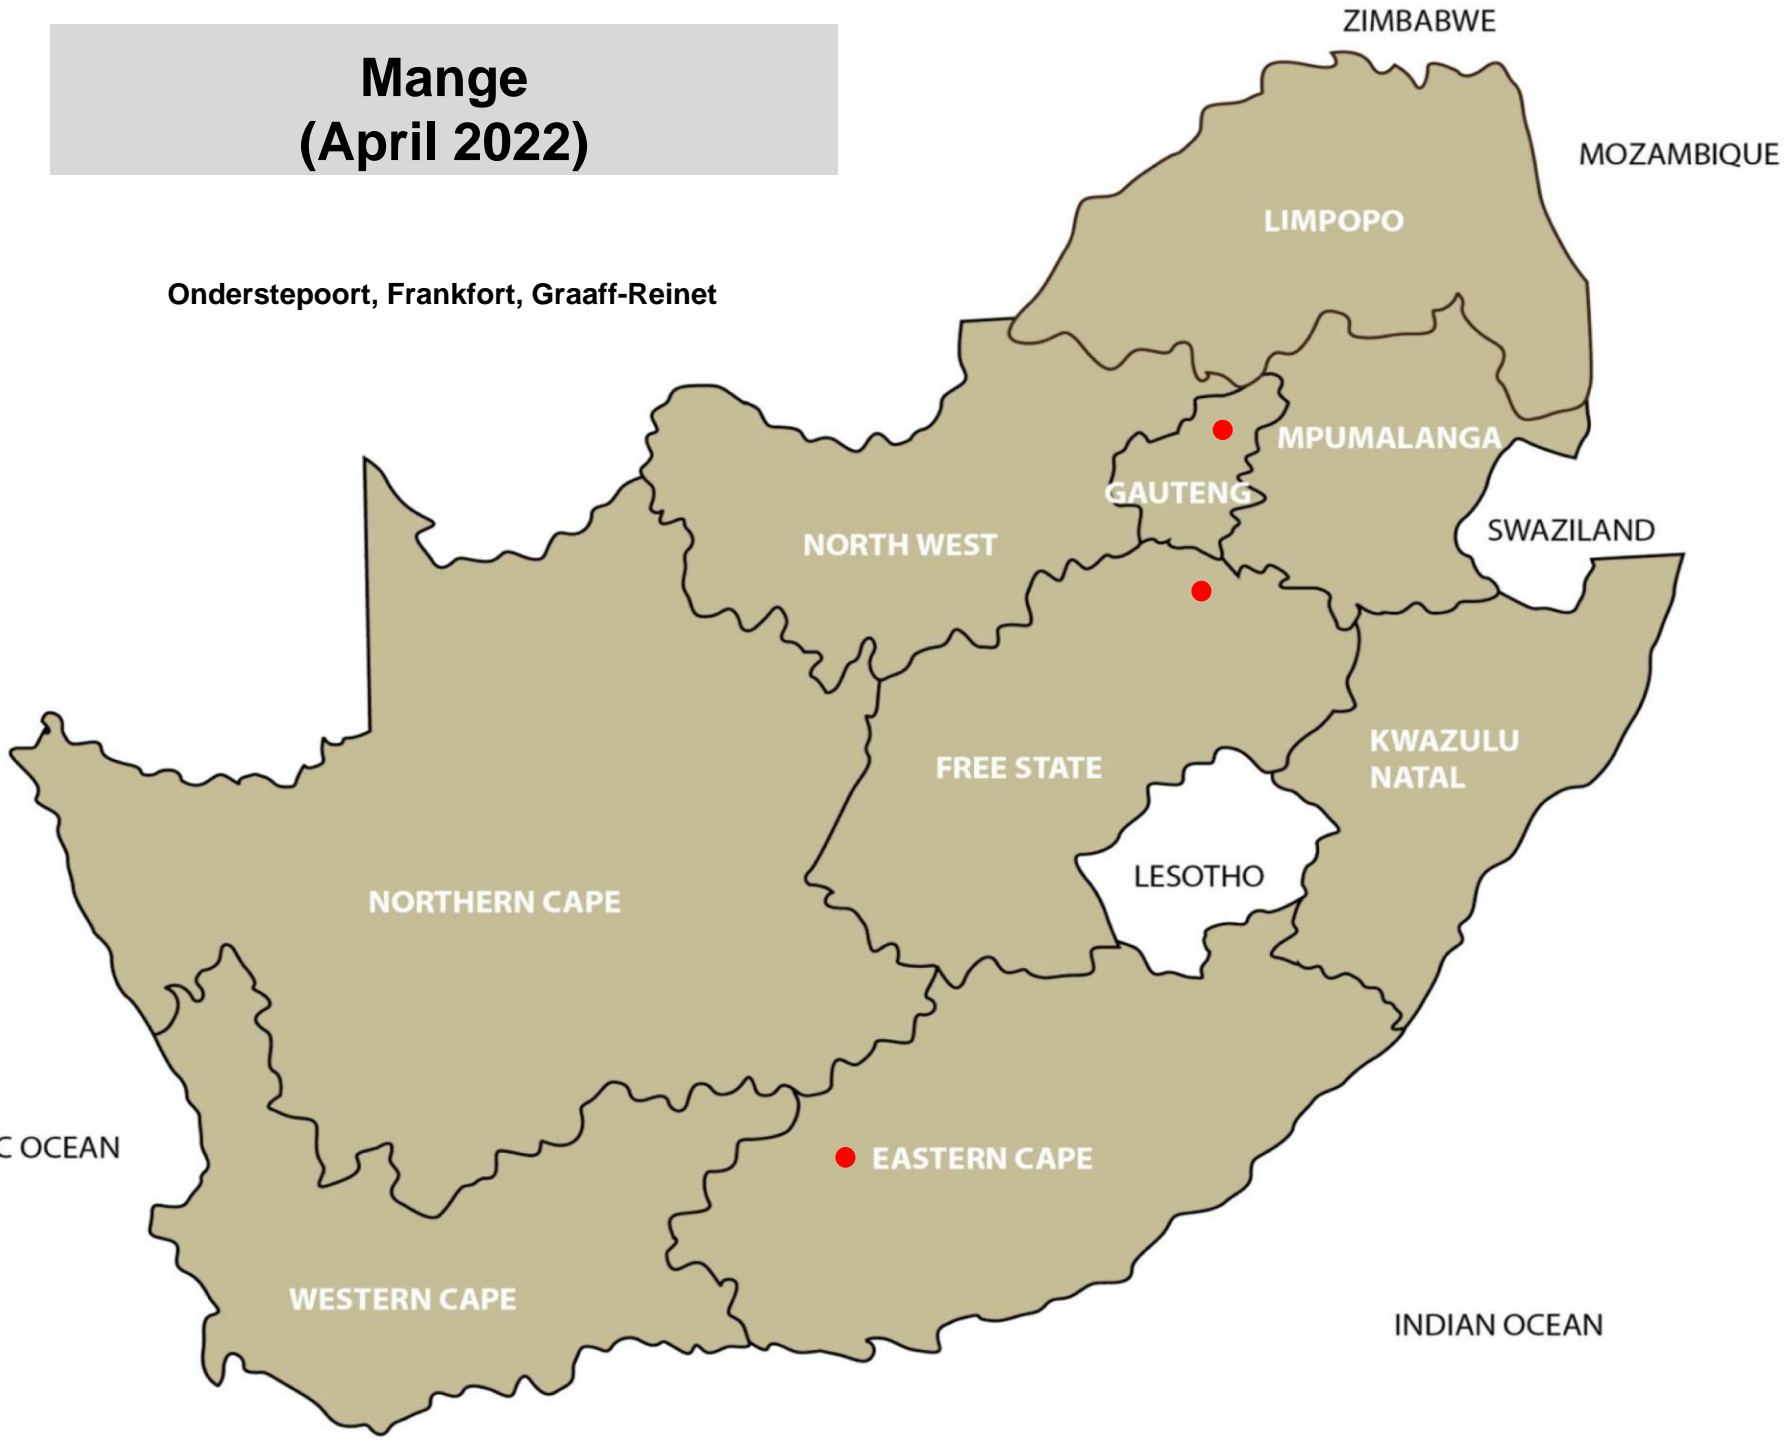 Mange
(April 2022)
Onderstepoort, Frankfort, Graaff-Reinet
ZIMBABWE
MOZAMBIQUE
LIMPOPO
MPUMALANGA
GAUTENG
NORTH WEST
SWAZILAND
KWAZULU
NATAL
FREE STATE
LESOTHO
NORTHERN CAPE
C OCEAN
EASTERN CAPE
WESTERN CAPE
INDIAN OCEAN